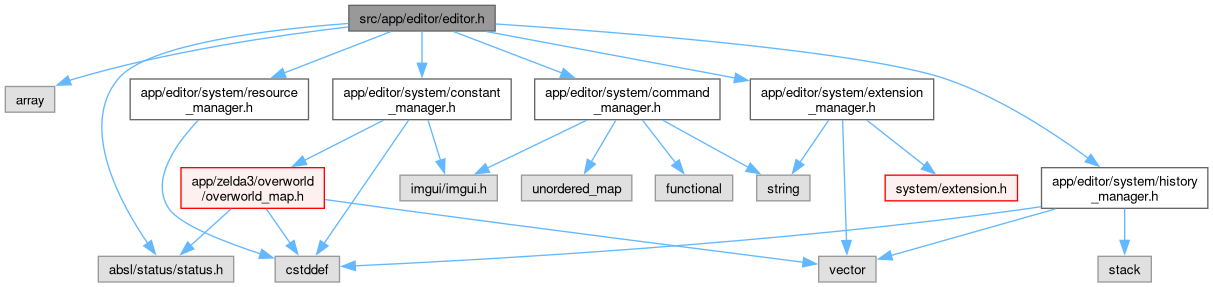 src/app/editor/editor.h
array
app/editor/system/resource
_manager.h
app/editor/system/constant
_manager.h
app/editor/system/command
_manager.h
app/editor/system/extension
_manager.h
app/zelda3/overworld
/overworld_map.h
imgui/imgui.h
unordered_map
functional
string
system/extension.h
app/editor/system/history
_manager.h
absl/status/status.h
cstddef
vector
stack